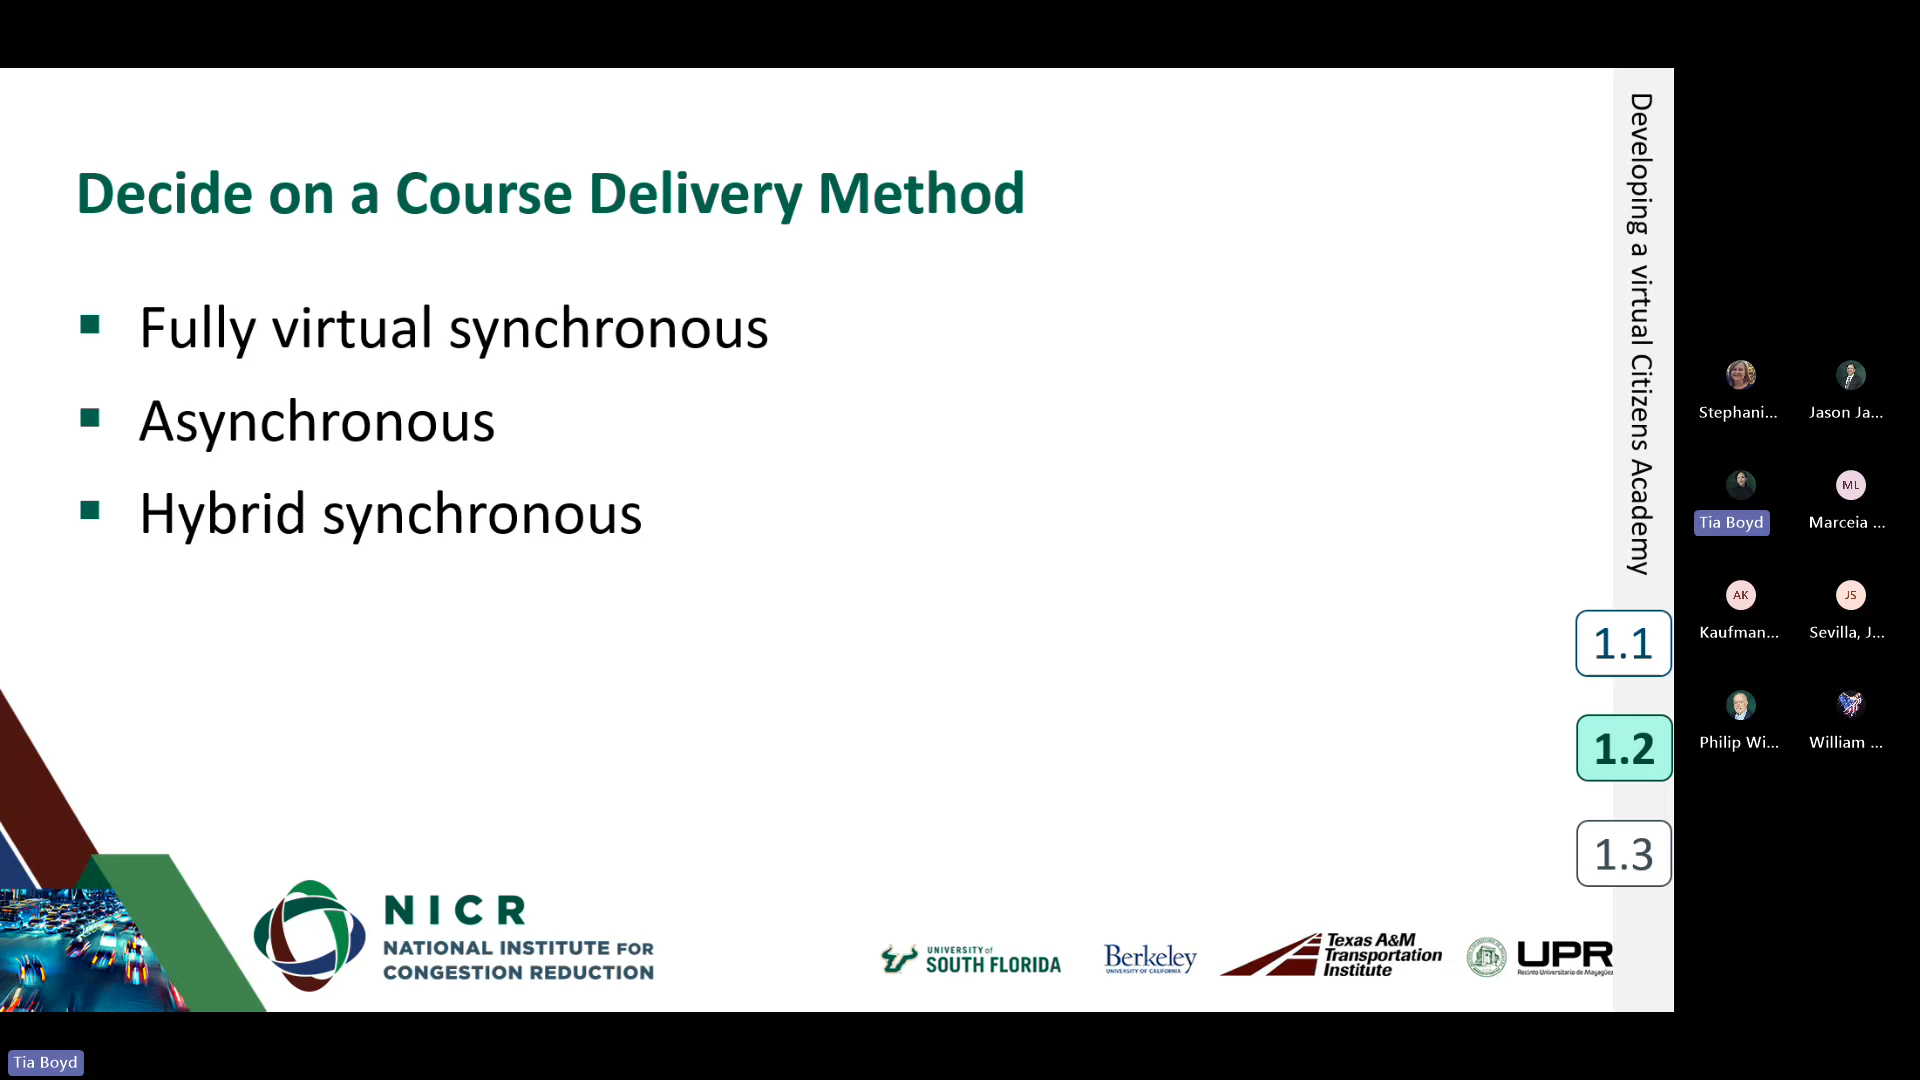 Decide on a Course Delivery Method
Fully virtual synchronous
Asynchronous
Hybrid synchronous
Developing a virtual Citizens Academy
1.1
1.2
1.3
NICR
NATIONAL INSTITUTE FOR
CONGESTION REDUCTION
UNIVERSITY of
SOUTH FLORIDA
Berkeley
UNIVERSITY OF CALIFORNIA
Texas A&M
Transportation
Institute
UPR
Recinto Universitario de Mayagüez
Stephani...
Jason Ja...
Tia Boyd
ML
Marceia ...
AK
Kaufman...
JS
Sevilla, J...
Philip Wi...
William ...
Tia Boyd